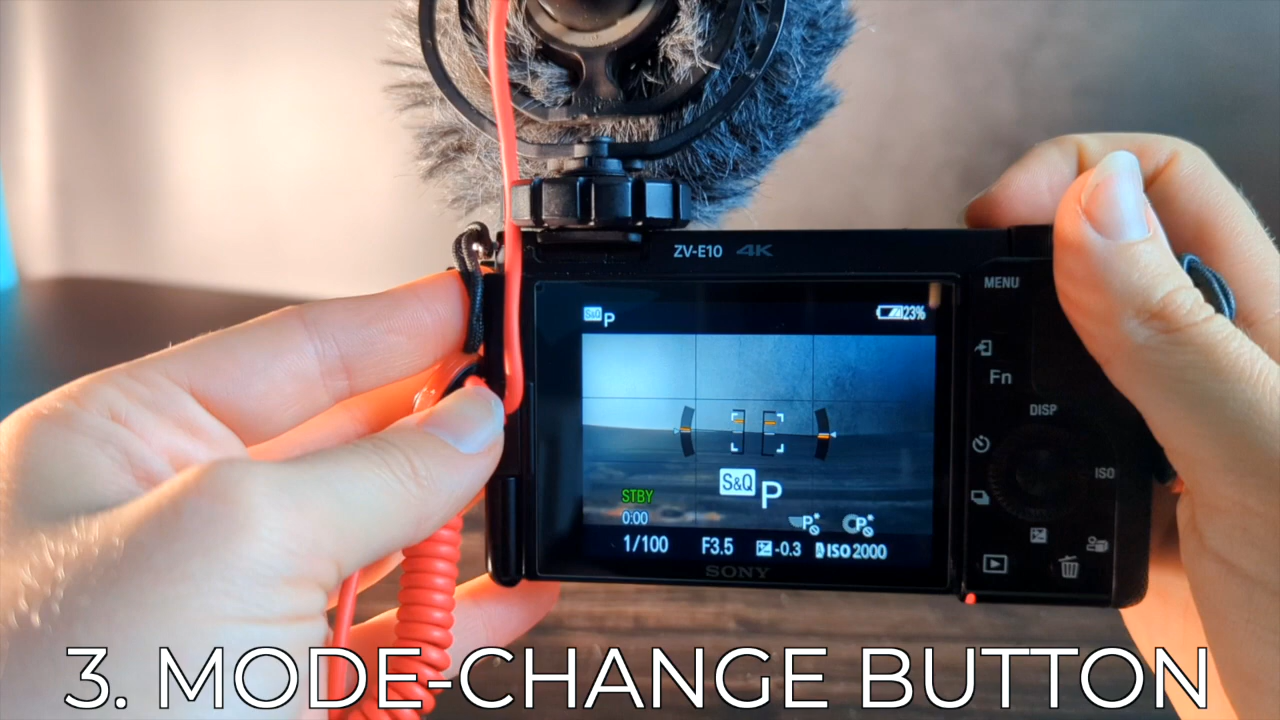 ZV-E10 4K
MENU
S&Q P
23%
Fn
DISP
ISO
S&Q P
STBY
0:00
P P
1/100 F3.5 -0.3 ISO 2000
SONY
3. MODE-CHANGE BUTTON